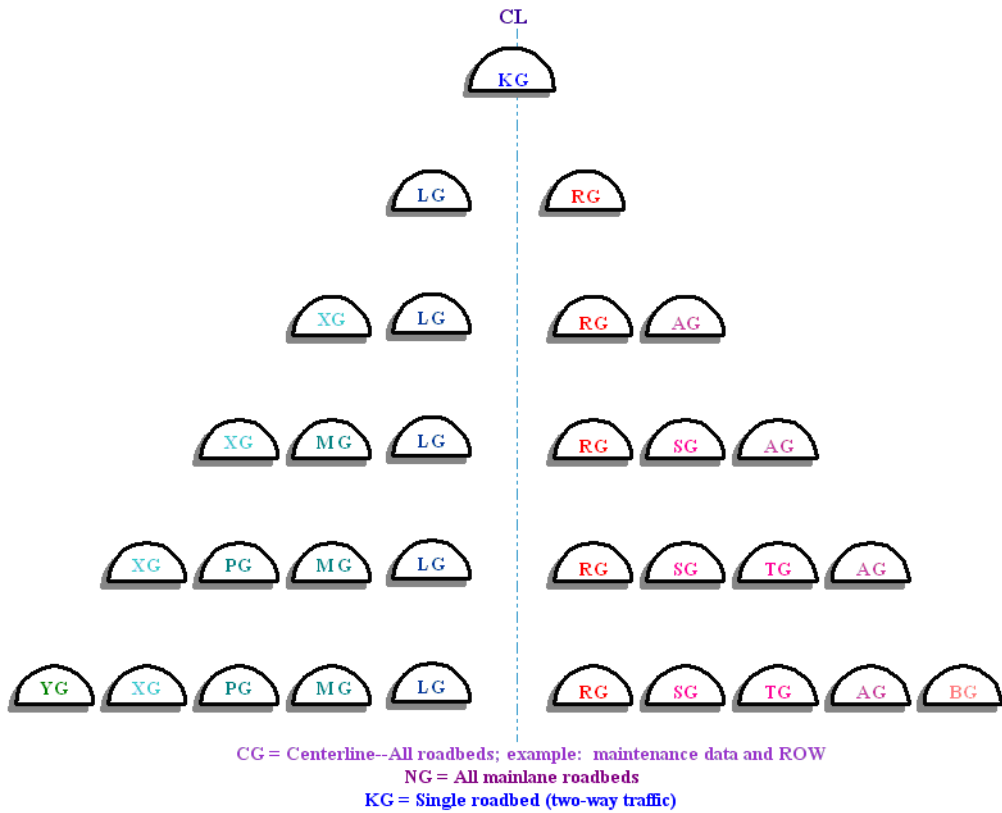 CL
KG
LG RG
XG LG RG AG
XG MG LG RG SG AG
XG PG MG LG RG SG TG AG
YG XG PG MG LG RG SG TG AG BG
CG = Centerline--All roadbeds; example: maintenance data and ROW
NG = All mainlane roadbeds
KG = Single roadbed (two-way traffic)